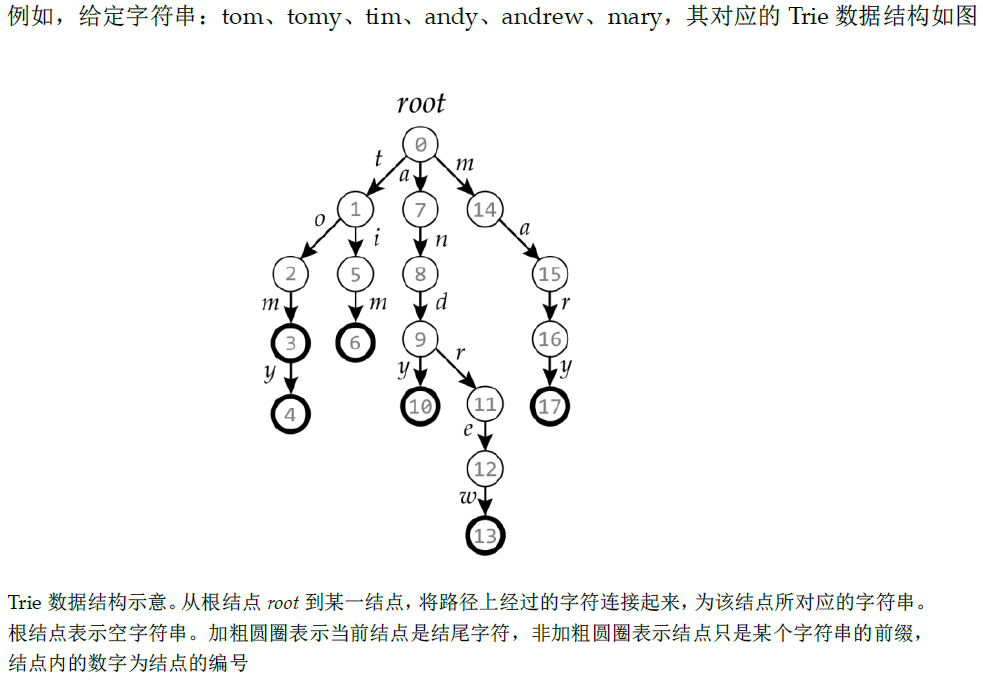 例如，给定字符串：tom、tomy、tim、andy、andrew、mary，其对应的 Trie 数据结构如图
root
0
t
a
m
1
7
14
o
i
n
a
2
5
8
15
m
m
d
r
3
6
9
16
y
y
r
y
4
10
11
17
e
12
w
13
Trie 数据结构示意。从根结点 root 到某一结点，将路径上经过的字符连接起来，为该结点所对应的字符串。
根结点表示空字符串。加粗圆圈表示当前结点是结尾字符，非加粗圆圈表示结点只是某个字符串的前缀，
结点内的数字为结点的编号